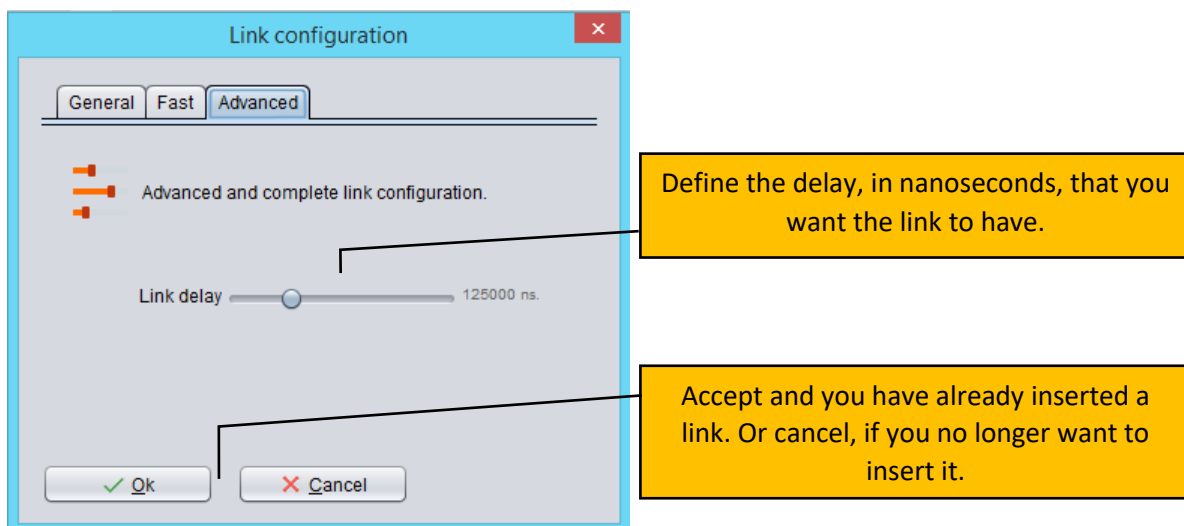 Link configuration
General Fast Advanced
Advanced and complete link configuration.
Define the delay, in nanoseconds, that you
want the link to have.
Link delay 125000 ns.
Accept and you have already inserted a
link. Or cancel, if you no longer want to
insert it.
Ok Cancel